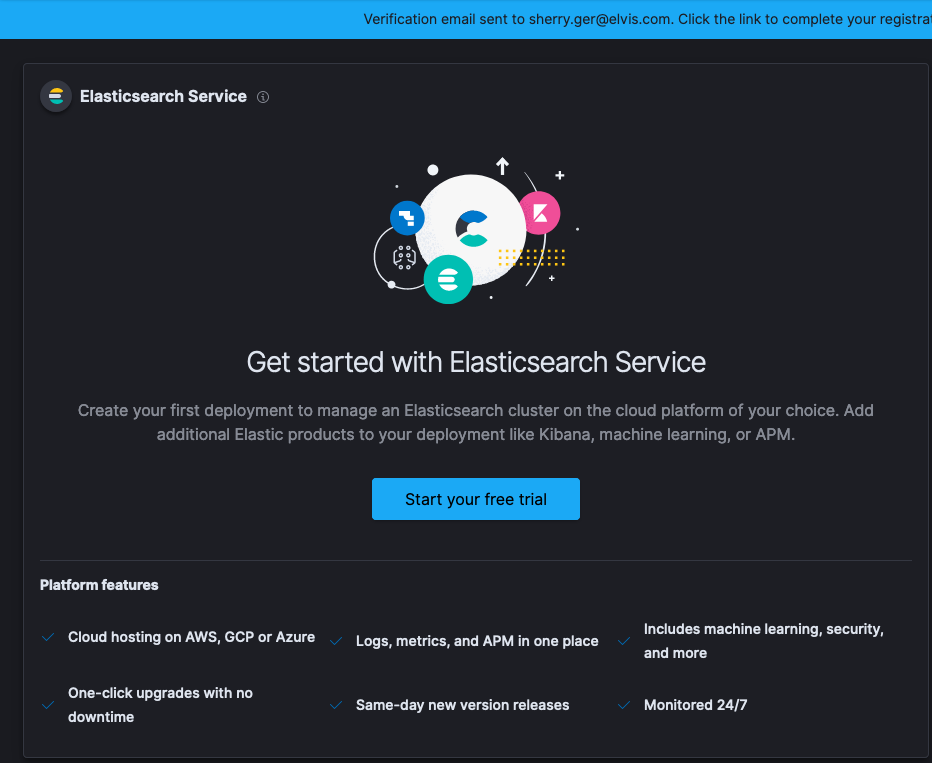 Verification email sent to sherry.ger@elvis.com. Click the link to complete your
Elasticsearch Service
Get started with Elasticsearch Service
Create your first deployment to manage an Elasticsearch cluster on the cloud platform of your choice. Add
additional Elastic products to your deployment like Kibana, machine learning, or APM.
Start your free trial
Platform features
Cloud hosting on AWS, GCP or Azure
Logs, metrics, and APM in one place
Includes machine learning, security,
and more
One-click upgrades with no
downtime
Same-day new version releases
Monitored 24/7